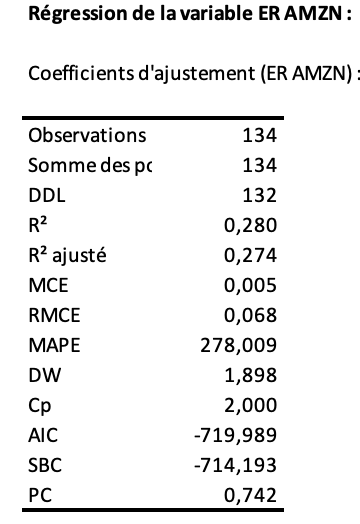 Régression de la variable ER AMZN :
Coefficients d'ajustement (ER AMZN) :
Observations 134
Somme des po 134
DDL 132
R² 0,280
R² ajusté 0,274
MCE 0,005
RMCE 0,068
MAPE 278,009
DW 1,898
Cp 2,000
AIC -719,989
SBC -714,193
PC 0,742